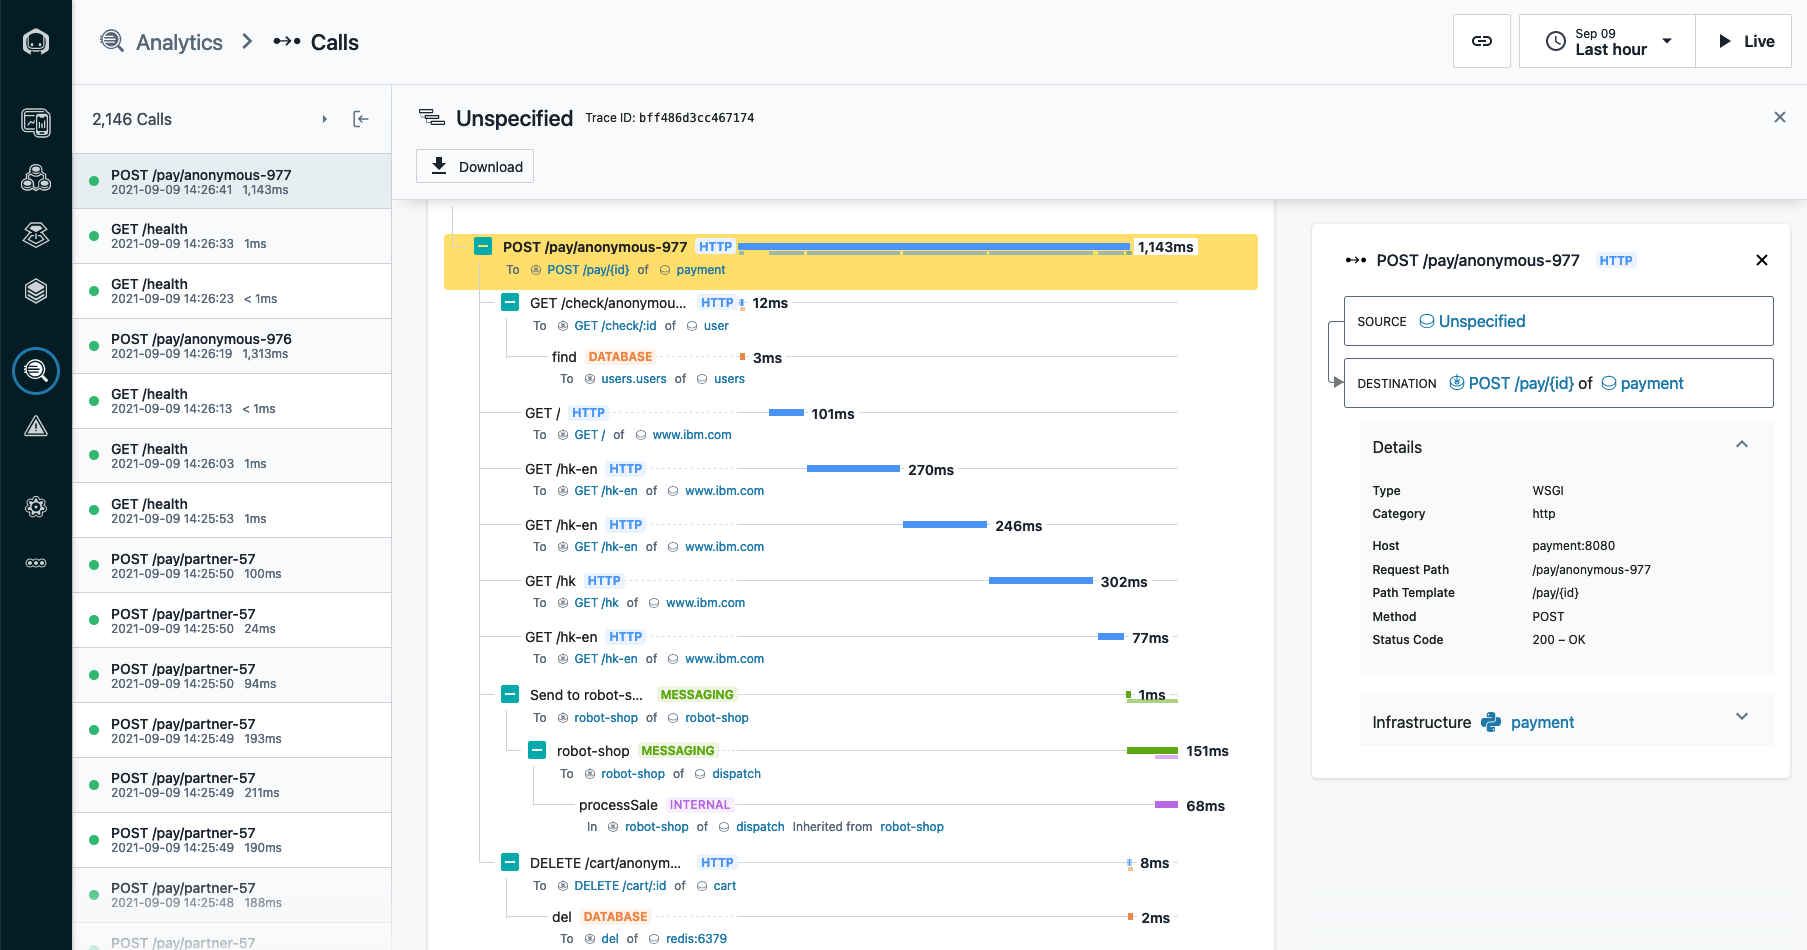 Analytics
Calls
Sep 09
Last hour
Live
2,146 Calls
Unspecified Trace ID: bff486d3cc467174
Download
POST /pay/anonymous-977
2021-09-09 14:26:41 1,143ms
GET /health
2021-09-09 14:26:33 1ms
GET /health
2021-09-09 14:26:23 < 1ms
POST /pay/anonymous-976
2021-09-09 14:26:19 1,313ms
GET /health
2021-09-09 14:26:13 < 1ms
GET /health
2021-09-09 14:26:03 1ms
GET /health
2021-09-09 14:25:53 1ms
POST /pay/partner-57
2021-09-09 14:25:50 100ms
POST /pay/partner-57
2021-09-09 14:25:50 24ms
POST /pay/partner-57
2021-09-09 14:25:50 94ms
POST /pay/partner-57
2021-09-09 14:25:49 193ms
POST /pay/partner-57
2021-09-09 14:25:49 211ms
POST /pay/partner-57
2021-09-09 14:25:49 190ms
POST /pay/partner-57
2021-09-09 14:25:48 188ms
POST /pay/partner-57
POST /pay/anonymous-977 HTTP 1,143ms
To POST /pay/{id} of payment
GET /check/anonymou... HTTP 12ms
To GET /check/:id of user
find DATABASE 3ms
To users.users of users
GET / HTTP 101ms
To GET / of www.ibm.com
GET /hk-en HTTP 270ms
To GET /hk-en of www.ibm.com
GET /hk-en HTTP 246ms
To GET /hk-en of www.ibm.com
GET /hk HTTP 302ms
To GET /hk of www.ibm.com
GET /hk-en HTTP 77ms
To GET /hk-en of www.ibm.com
Send to robot-s... MESSAGING 1ms
To robot-shop of robot-shop
robot-shop MESSAGING 151ms
To robot-shop of dispatch
processSale INTERNAL 68ms
In robot-shop of dispatch Inherited from robot-shop
DELETE /cart/anonym... HTTP 8ms
To DELETE /cart/:id of cart
del DATABASE 2ms
To del of redis:6379
POST /pay/anonymous-977 HTTP
SOURCE Unspecified
DESTINATION POST /pay/{id} of payment
Details
Type WSGI
Category http
Host payment:8080
Request Path /pay/anonymous-977
Path Template /pay/{id}
Method POST
Status Code 200 – OK
Infrastructure payment